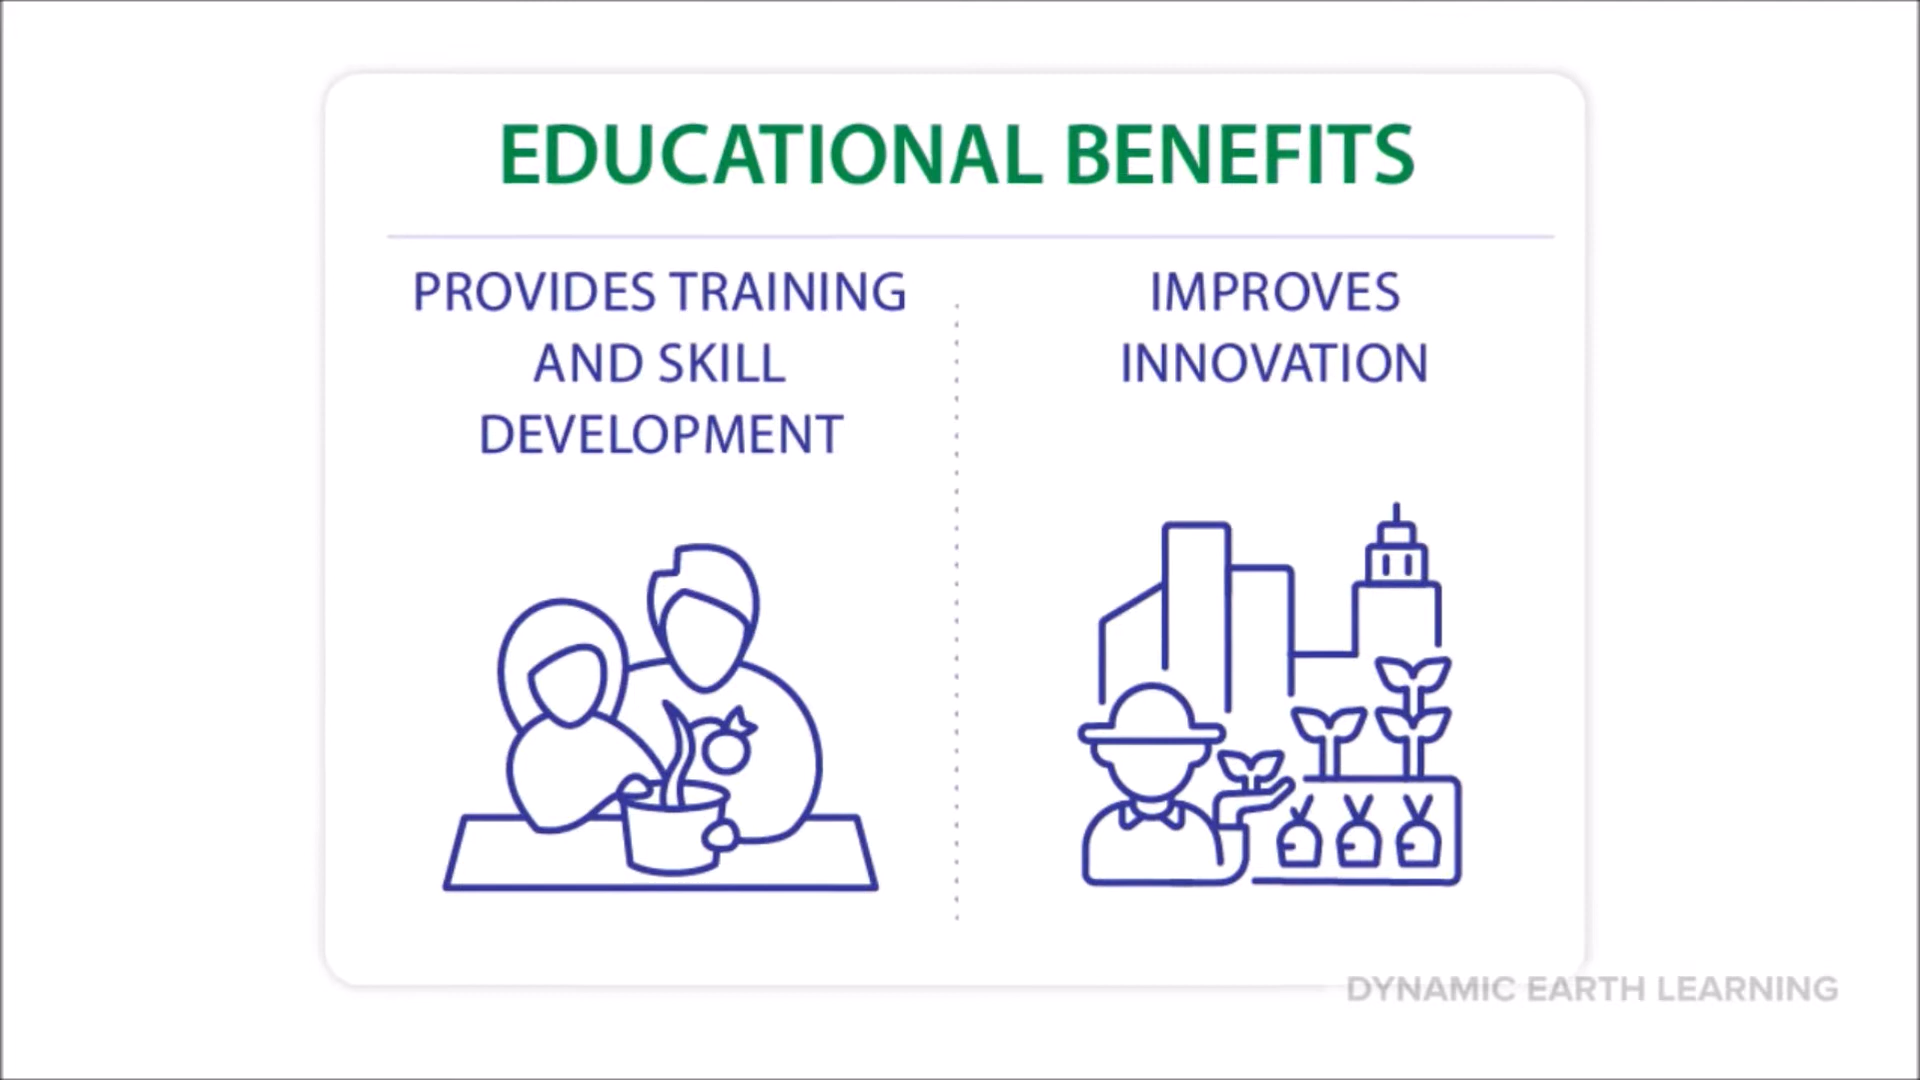 EDUCATIONAL BENEFITS
PROVIDES TRAINING
AND SKILL
DEVELOPMENT
IMPROVES
INNOVATION
DYNAMIC EARTH LEARNING